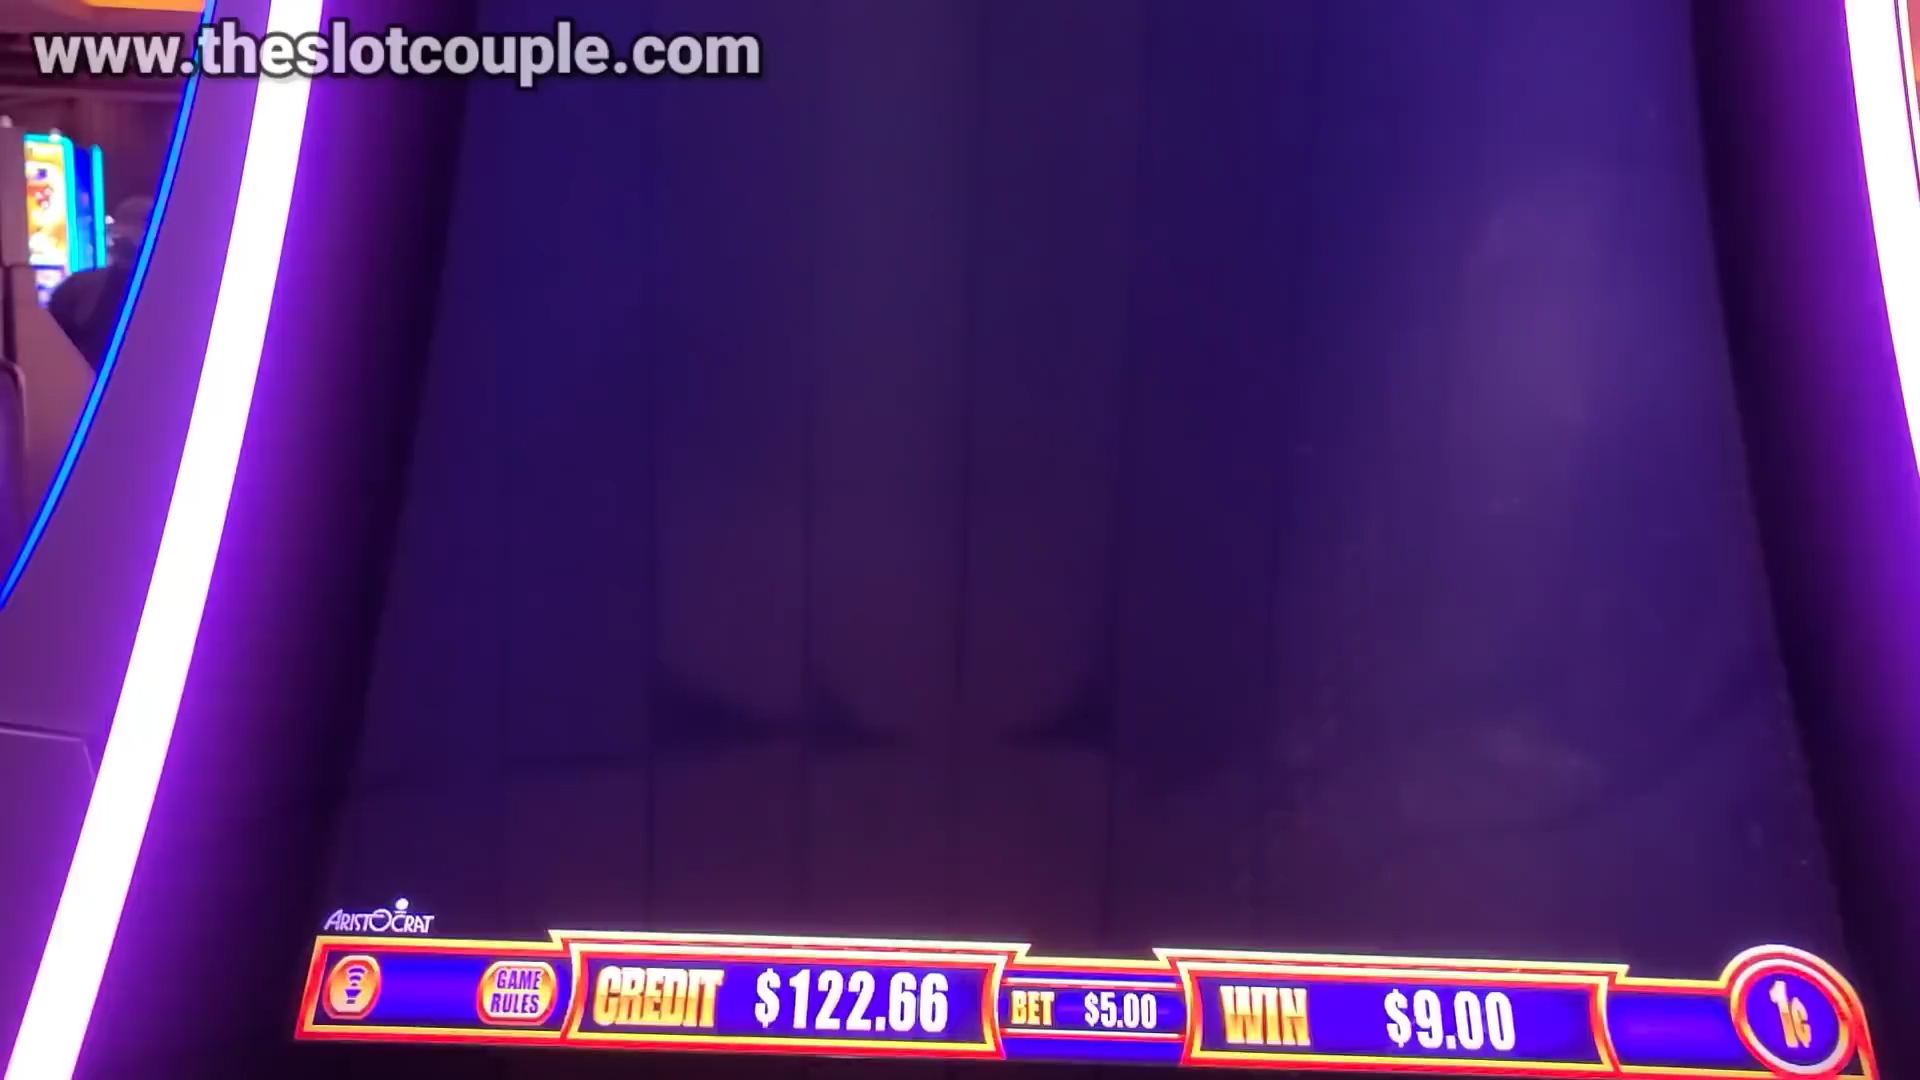 www.theslotcouple.com
ARISTOCRAT
GAME
RULES
CREDIT $122.66
BET $5.00
WIN $9.00
1¢